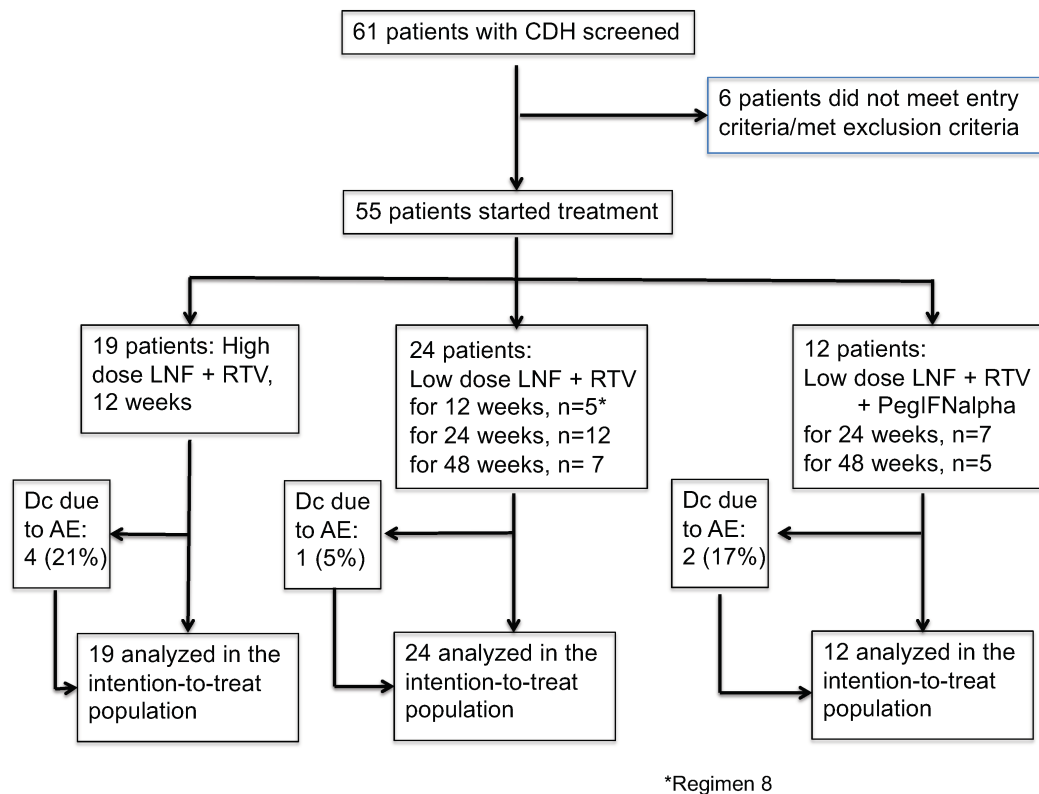 61 patients with CDH screened
6 patients did not meet entry
criteria/met exclusion criteria
55 patients started treatment
19 patients: High
dose LNF + RTV,
12 weeks
24 patients:
Low dose LNF + RTV
for 12 weeks, n=5*
for 24 weeks, n=12
for 48 weeks, n= 7
12 patients:
Low dose LNF + RTV
+ PegIFNalpha
for 24 weeks, n=7
for 48 weeks, n=5
Dc due
to AE:
4 (21%)
Dc due
to AE:
1 (5%)
Dc due
to AE:
2 (17%)
19 analyzed in the
intention-to-treat
population
24 analyzed in the
intention-to-treat
population
12 analyzed in the
intention-to-treat
population
*Regimen 8